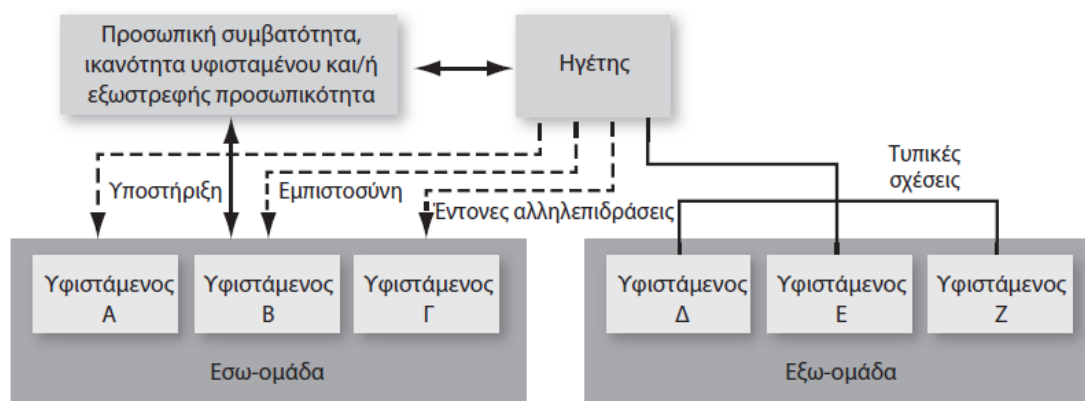 Προσωπική συμβατότητα,
ικανότητα υφισταμένου και/ή
εξωστρεφής προσωπικότητα
Ηγέτης
Υποστήριξη
Εμπιστοσύνη
Έντονες αλληλεπιδράσεις
Τυπικές
σχέσεις
Υφιστάμενος
Α
Υφιστάμενος
Β
Υφιστάμενος
Γ
Εσω-ομάδα
Υφιστάμενος
Δ
Υφιστάμενος
Ε
Υφιστάμενος
Ζ
Εξω-ομάδα